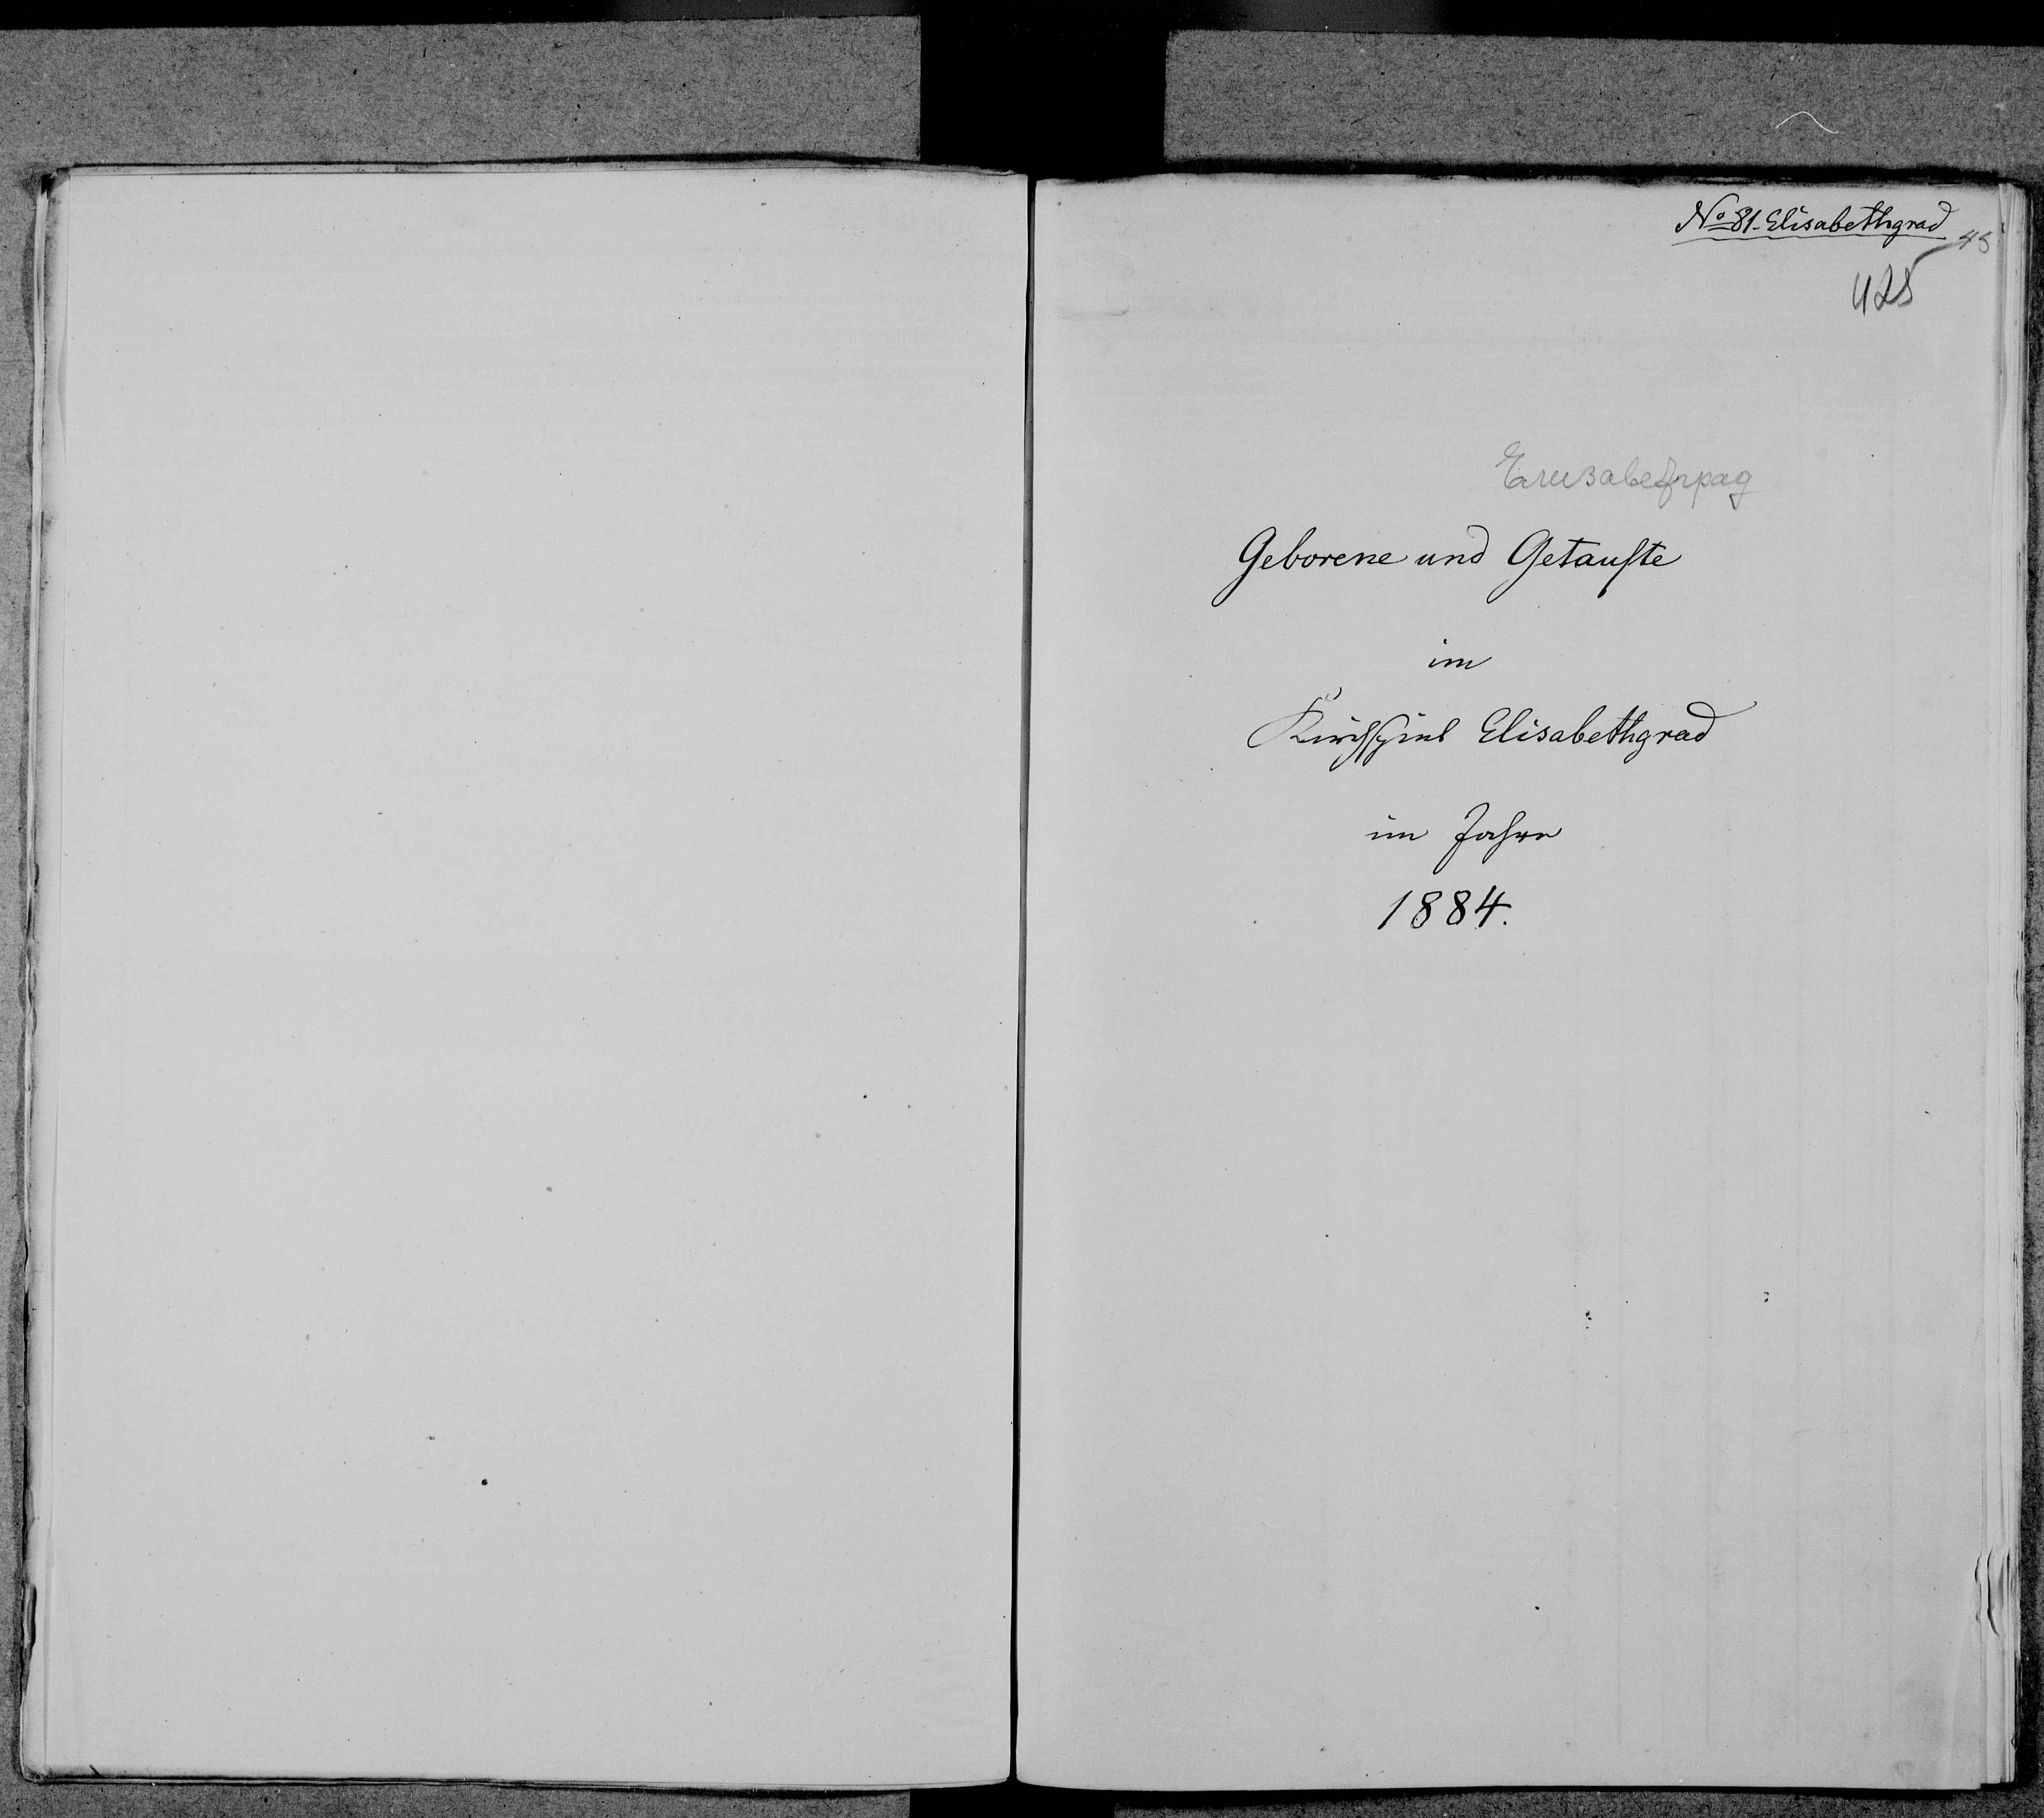 No 81. Elisabethgrad
425
Елизаветград
Geborene und Getaufte
im
Kirchspiel Elisabethgrad
im Jahre
1884.